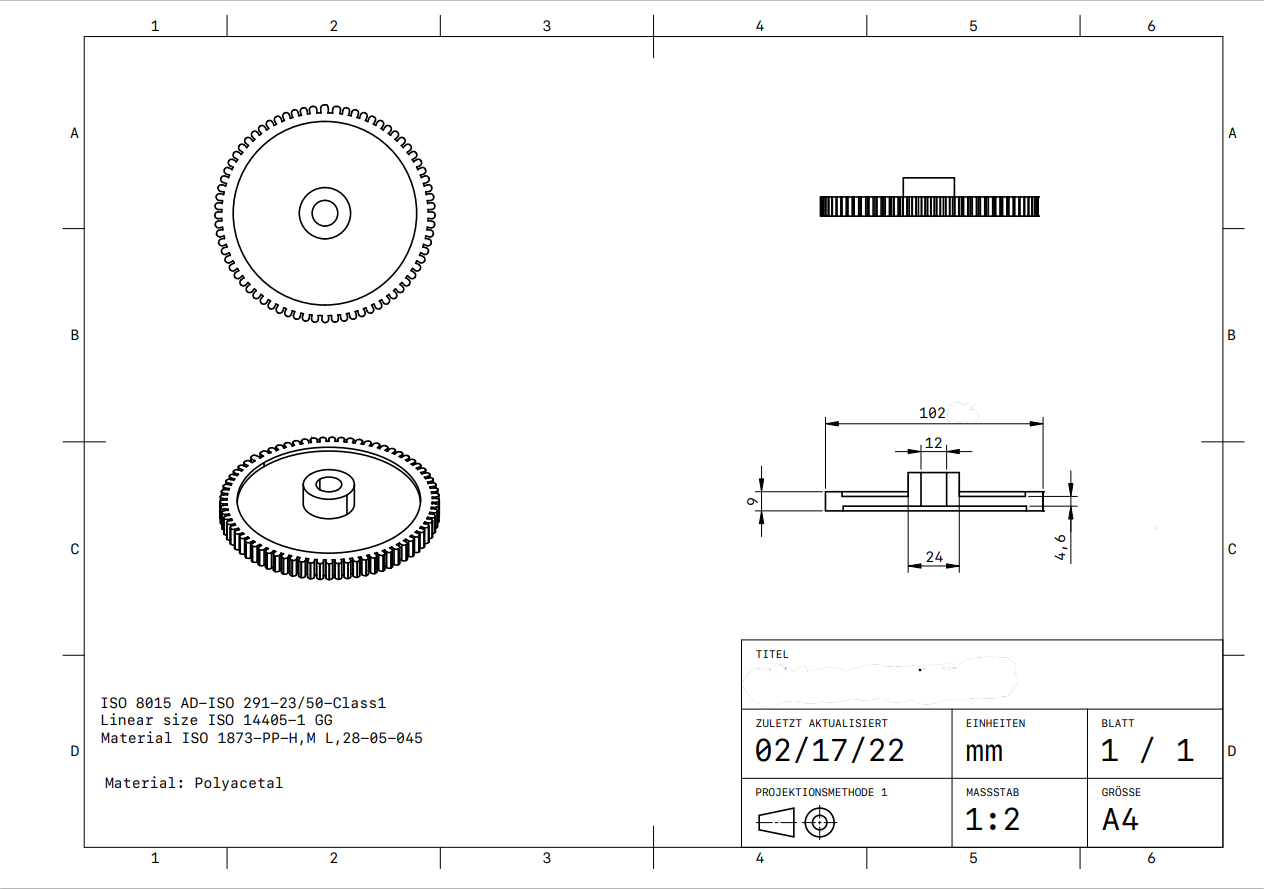 1 2 3 4 5 6
A A
B B
102
12
9
24
4,6
C C
TITEL
ISO 8015 AD-ISO 291-23/50-Class1
Linear size ISO 14405-1 GG
Material ISO 1873-PP-H,M L,28-05-045
Material: Polyacetal
ZULETZT AKTUALISIERT EINHEITEN BLATT
02/17/22 mm 1 / 1
D D
PROJEKTIONSMETHODE 1 MASSSTAB GRÖSSE
1:2 A4
1 2 3 4 5 6